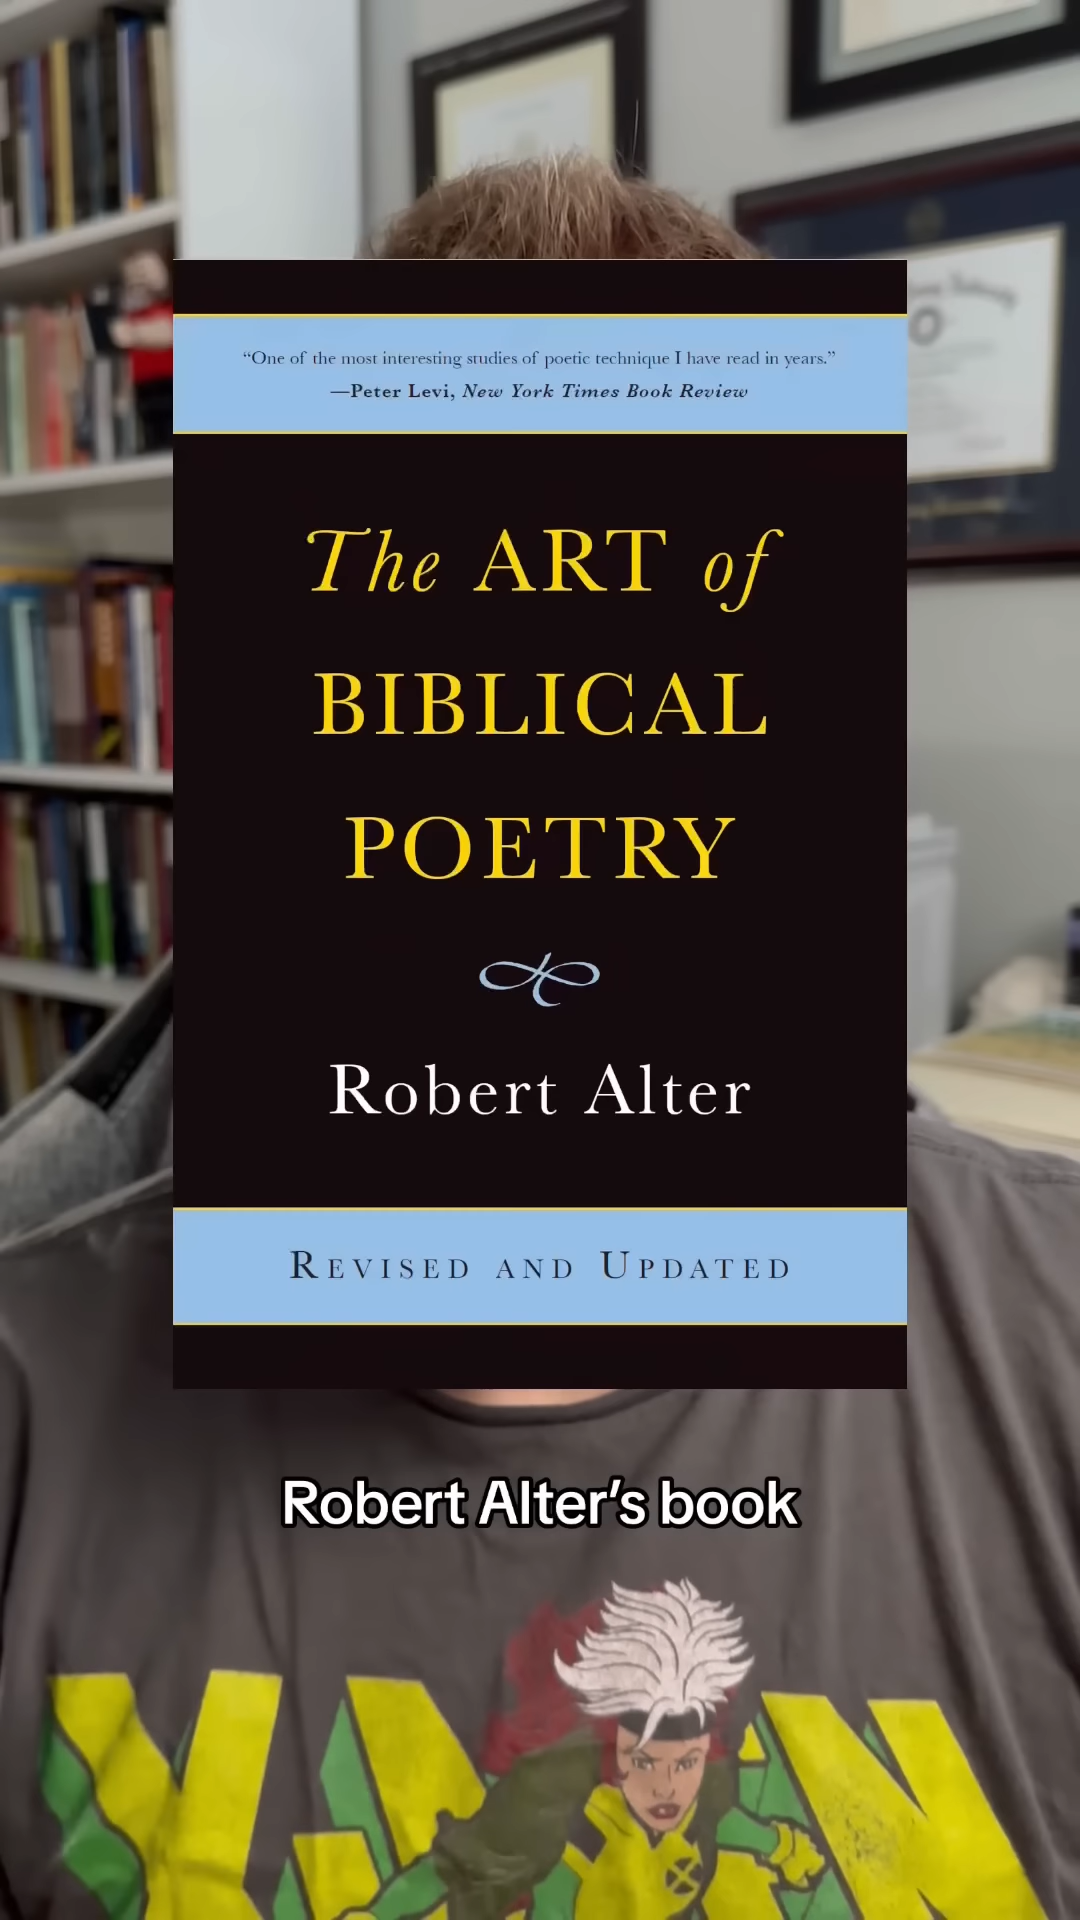 “One of the most interesting studies of poetic technique I have read in years.”
—Peter Levi, New York Times Book Review
The ART of
BIBLICAL
POETRY
Robert Alter
REVISED AND UPDATED
Robert Alter’s book
X-MEN